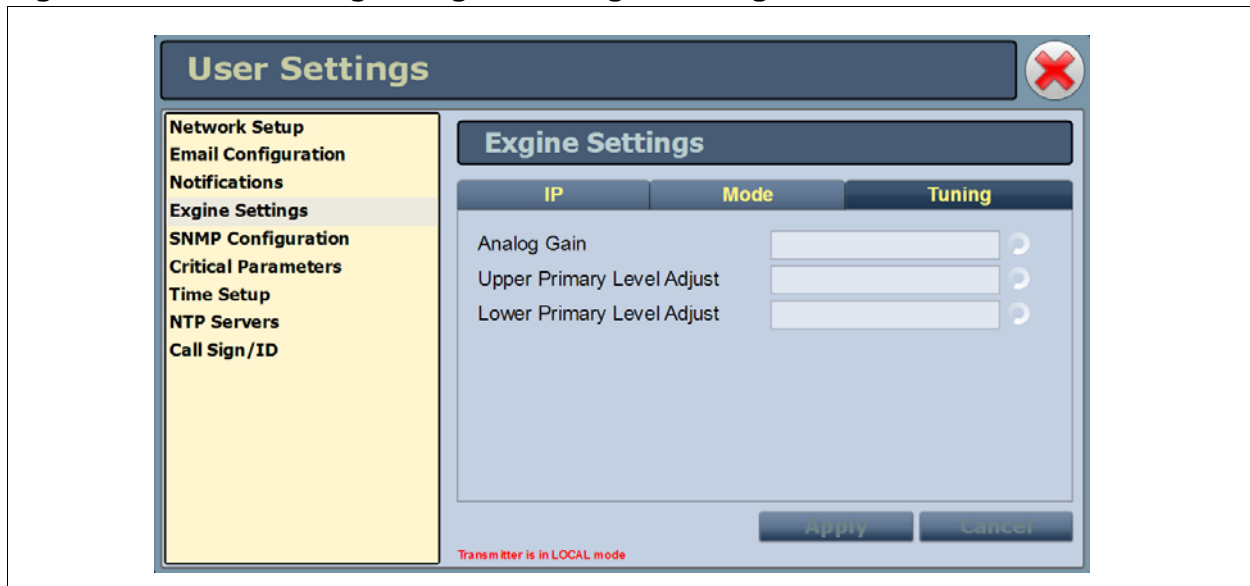 User Settings
Network Setup
Email Configuration
Notifications
Exgine Settings
SNMP Configuration
Critical Parameters
Time Setup
NTP Servers
Call Sign/ID
Exgine Settings
IP Mode Tuning
Analog Gain
Upper Primary Level Adjust
Lower Primary Level Adjust
Apply Cancel
Transmitter is in LOCAL mode